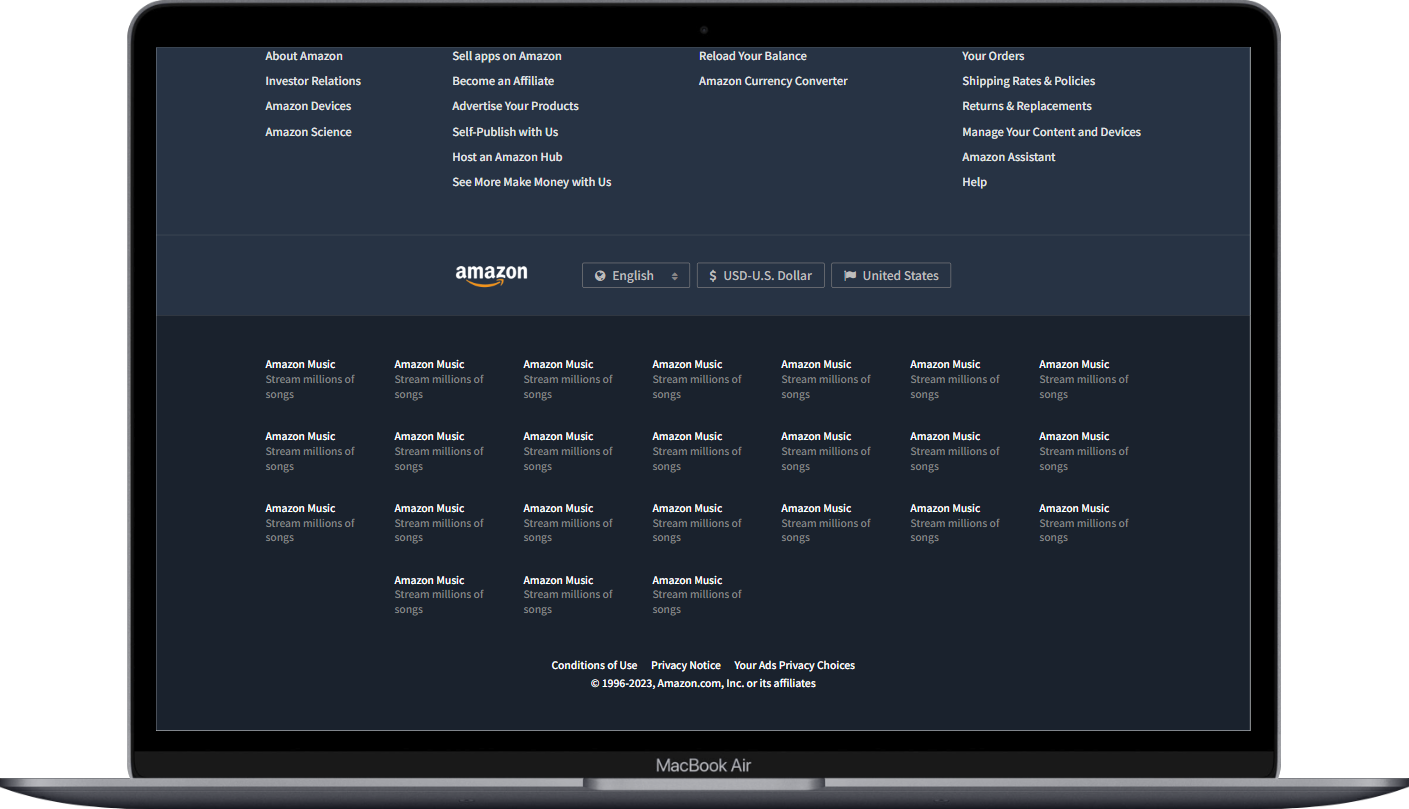 About Amazon
Investor Relations
Amazon Devices
Amazon Science
Sell apps on Amazon
Become an Affiliate
Advertise Your Products
Self-Publish with Us
Host an Amazon Hub
See More Make Money with Us
Reload Your Balance
Amazon Currency Converter
Your Orders
Shipping Rates & Policies
Returns & Replacements
Manage Your Content and Devices
Amazon Assistant
Help
amazon
English
$ USD-U.S. Dollar
United States
Amazon Music
Stream millions of
songs
Amazon Music
Stream millions of
songs
Amazon Music
Stream millions of
songs
Amazon Music
Stream millions of
songs
Amazon Music
Stream millions of
songs
Amazon Music
Stream millions of
songs
Amazon Music
Stream millions of
songs
Amazon Music
Stream millions of
songs
Amazon Music
Stream millions of
songs
Amazon Music
Stream millions of
songs
Amazon Music
Stream millions of
songs
Amazon Music
Stream millions of
songs
Amazon Music
Stream millions of
songs
Amazon Music
Stream millions of
songs
Amazon Music
Stream millions of
songs
Amazon Music
Stream millions of
songs
Amazon Music
Stream millions of
songs
Amazon Music
Stream millions of
songs
Amazon Music
Stream millions of
songs
Amazon Music
Stream millions of
songs
Amazon Music
Stream millions of
songs
Amazon Music
Stream millions of
songs
Amazon Music
Stream millions of
songs
Amazon Music
Stream millions of
songs
Conditions of Use Privacy Notice Your Ads Privacy Choices
© 1996-2023, Amazon.com, Inc. or its affiliates
MacBook Air